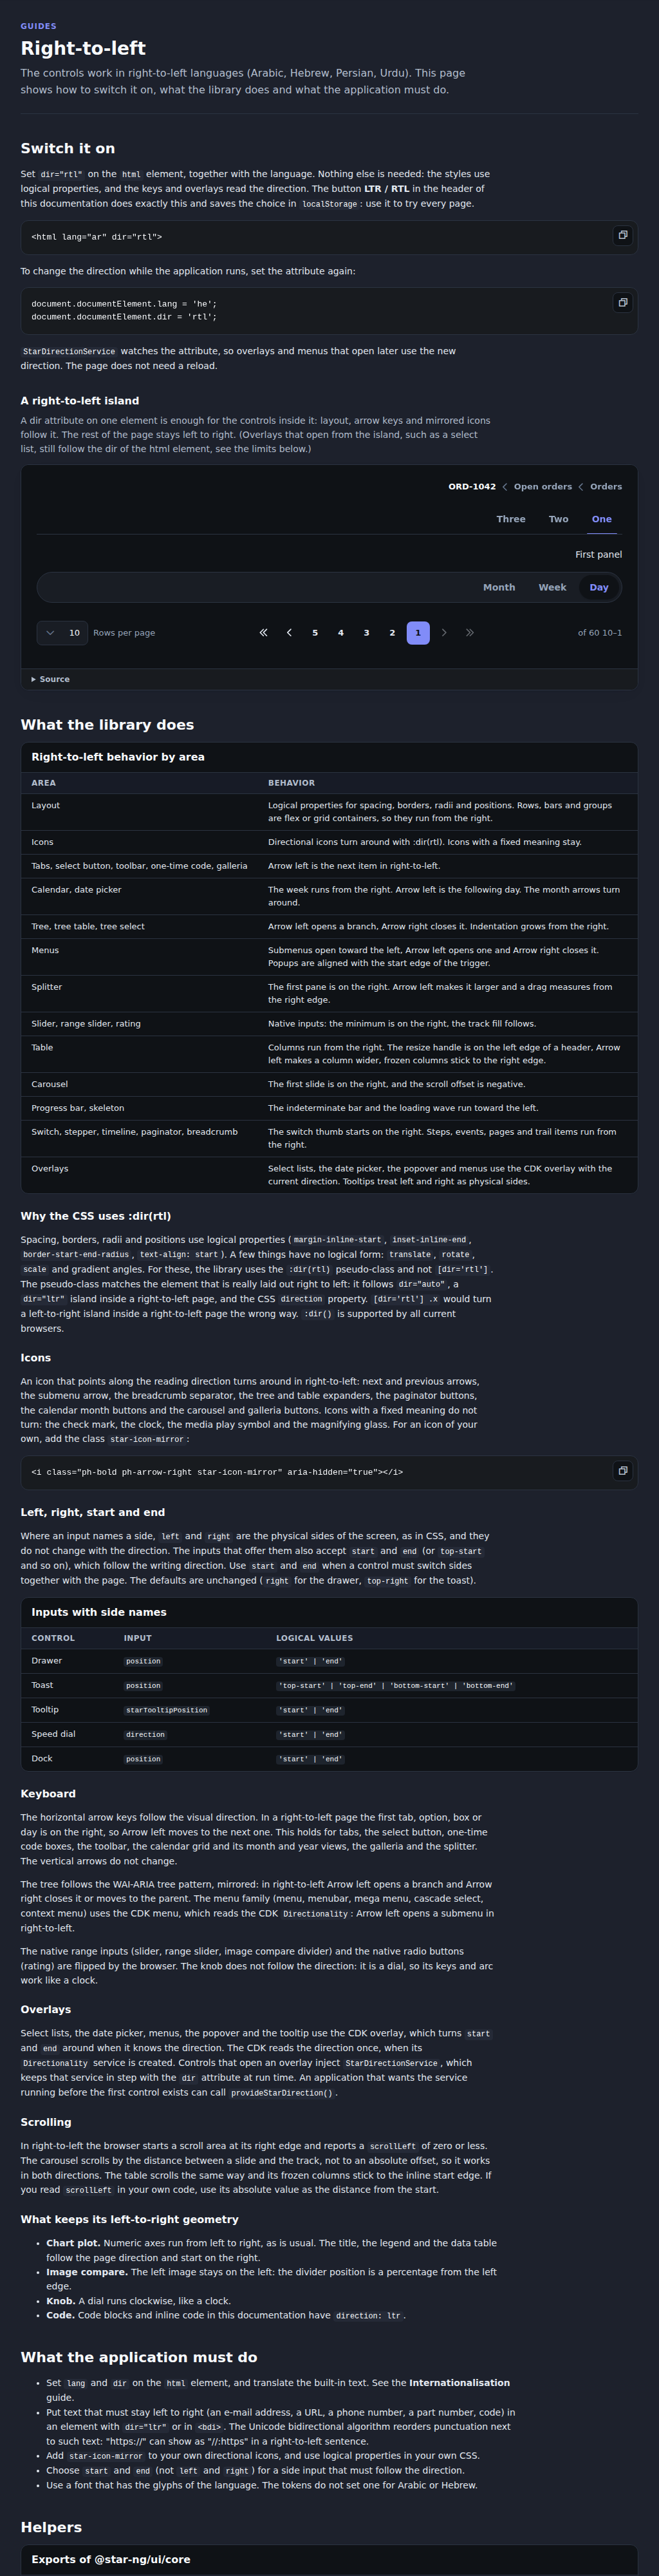 GUIDES
Right-to-left
The controls work in right-to-left languages (Arabic, Hebrew, Persian, Urdu). This page
shows how to switch it on, what the library does and what the application must do.
Switch it on
Set dir="rtl" on the html element, together with the language. Nothing else is needed: the styles use
logical properties, and the keys and overlays read the direction. The button LTR / RTL in the header of
this documentation does exactly this and saves the choice in localStorage: use it to try every page.
<html lang="ar" dir="rtl">
To change the direction while the application runs, set the attribute again:
document.documentElement.lang = 'he';
document.documentElement.dir = 'rtl';
StarDirectionService watches the attribute, so overlays and menus that open later use the new
direction. The page does not need a reload.
A right-to-left island
A dir attribute on one element is enough for the controls inside it: layout, arrow keys and mirrored icons
follow it. The rest of the page stays left to right. (Overlays that open from the island, such as a select
list, still follow the dir of the html element, see the limits below.)
ORD-1042 Open orders Orders
Three Two One
First panel
Month Week Day
10 Rows per page 5 4 3 2 1 of 60 10–1
Source
What the library does
Right-to-left behavior by area
AREA BEHAVIOR
Layout Logical properties for spacing, borders, radii and positions. Rows, bars and groups
are flex or grid containers, so they run from the right.
Icons Directional icons turn around with :dir(rtl). Icons with a fixed meaning stay.
Tabs, select button, toolbar, one-time code, galleria Arrow left is the next item in right-to-left.
Calendar, date picker The week runs from the right. Arrow left is the following day. The month arrows turn
around.
Tree, tree table, tree select Arrow left opens a branch, Arrow right closes it. Indentation grows from the right.
Menus Submenus open toward the left, Arrow left opens one and Arrow right closes it.
Popups are aligned with the start edge of the trigger.
Splitter The first pane is on the right. Arrow left makes it larger and a drag measures from
the right edge.
Slider, range slider, rating Native inputs: the minimum is on the right, the track fill follows.
Table Columns run from the right. The resize handle is on the left edge of a header, Arrow
left makes a column wider, frozen columns stick to the right edge.
Carousel The first slide is on the right, and the scroll offset is negative.
Progress bar, skeleton The indeterminate bar and the loading wave run toward the left.
Switch, stepper, timeline, paginator, breadcrumb The switch thumb starts on the right. Steps, events, pages and trail items run from
the right.
Overlays Select lists, the date picker, the popover and menus use the CDK overlay with the
current direction. Tooltips treat left and right as physical sides.
Why the CSS uses :dir(rtl)
Spacing, borders, radii and positions use logical properties (margin-inline-start, inset-inline-end,
border-start-end-radius, text-align: start). A few things have no logical form: translate, rotate,
scale and gradient angles. For these, the library uses the :dir(rtl) pseudo-class and not [dir='rtl'].
The pseudo-class matches the element that is really laid out right to left: it follows dir="auto", a
dir="ltr" island inside a right-to-left page, and the CSS direction property. [dir='rtl'] .x would turn
a left-to-right island inside a right-to-left page the wrong way. :dir() is supported by all current
browsers.
Icons
An icon that points along the reading direction turns around in right-to-left: next and previous arrows,
the submenu arrow, the breadcrumb separator, the tree and table expanders, the paginator buttons,
the calendar month buttons and the carousel and galleria buttons. Icons with a fixed meaning do not
turn: the check mark, the clock, the media play symbol and the magnifying glass. For an icon of your
own, add the class star-icon-mirror:
<i class="ph-bold ph-arrow-right star-icon-mirror" aria-hidden="true"></i>
Left, right, start and end
Where an input names a side, left and right are the physical sides of the screen, as in CSS, and they
do not change with the direction. The inputs that offer them also accept start and end (or top-start
and so on), which follow the writing direction. Use start and end when a control must switch sides
together with the page. The defaults are unchanged (right for the drawer, top-right for the toast).
Inputs with side names
CONTROL INPUT LOGICAL VALUES
Drawer position 'start' | 'end'
Toast position 'top-start' | 'top-end' | 'bottom-start' | 'bottom-end'
Tooltip starTooltipPosition 'start' | 'end'
Speed dial direction 'start' | 'end'
Dock position 'start' | 'end'
Keyboard
The horizontal arrow keys follow the visual direction. In a right-to-left page the first tab, option, box or
day is on the right, so Arrow left moves to the next one. This holds for tabs, the select button, one-time
code boxes, the toolbar, the calendar grid and its month and year views, the galleria and the splitter.
The vertical arrows do not change.
The tree follows the WAI-ARIA tree pattern, mirrored: in right-to-left Arrow left opens a branch and Arrow
right closes it or moves to the parent. The menu family (menu, menubar, mega menu, cascade select,
context menu) uses the CDK menu, which reads the CDK Directionality: Arrow left opens a submenu in
right-to-left.
The native range inputs (slider, range slider, image compare divider) and the native radio buttons
(rating) are flipped by the browser. The knob does not follow the direction: it is a dial, so its keys and arc
work like a clock.
Overlays
Select lists, the date picker, menus, the popover and the tooltip use the CDK overlay, which turns start
and end around when it knows the direction. The CDK reads the direction once, when its
Directionality service is created. Controls that open an overlay inject StarDirectionService, which
keeps that service in step with the dir attribute at run time. An application that wants the service
running before the first control exists can call provideStarDirection().
Scrolling
In right-to-left the browser starts a scroll area at its right edge and reports a scrollLeft of zero or less.
The carousel scrolls by the distance between a slide and the track, not to an absolute offset, so it works
in both directions. The table scrolls the same way and its frozen columns stick to the inline start edge. If
you read scrollLeft in your own code, use its absolute value as the distance from the start.
What keeps its left-to-right geometry
• Chart plot. Numeric axes run from left to right, as is usual. The title, the legend and the data table
follow the page direction and start on the right.
• Image compare. The left image stays on the left: the divider position is a percentage from the left
edge.
• Knob. A dial runs clockwise, like a clock.
• Code. Code blocks and inline code in this documentation have direction: ltr.
What the application must do
• Set lang and dir on the html element, and translate the built-in text. See the Internationalisation
guide.
• Put text that must stay left to right (an e-mail address, a URL, a phone number, a part number, code) in
an element with dir="ltr" or in <bdi>. The Unicode bidirectional algorithm reorders punctuation next
to such text: "https://" can show as "//:https" in a right-to-left sentence.
• Add star-icon-mirror to your own directional icons, and use logical properties in your own CSS.
• Choose start and end (not left and right) for a side input that must follow the direction.
• Use a font that has the glyphs of the language. The tokens do not set one for Arabic or Hebrew.
Helpers
Exports of @star-ng/ui/core